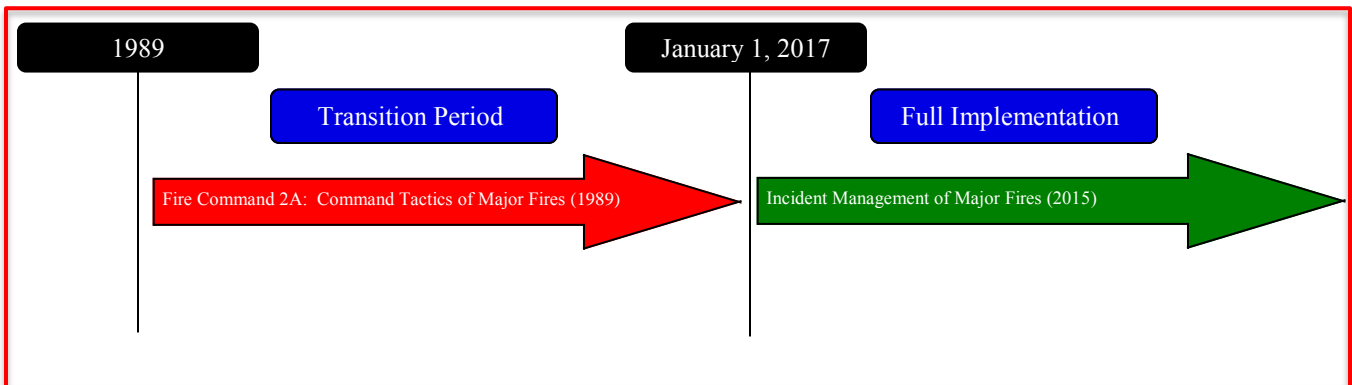 1989
January 1, 2017
Transition Period
Full Implementation
Fire Command 2A:  Command Tactics of Major Fires (1989)
Incident Management of Major Fires (2015)